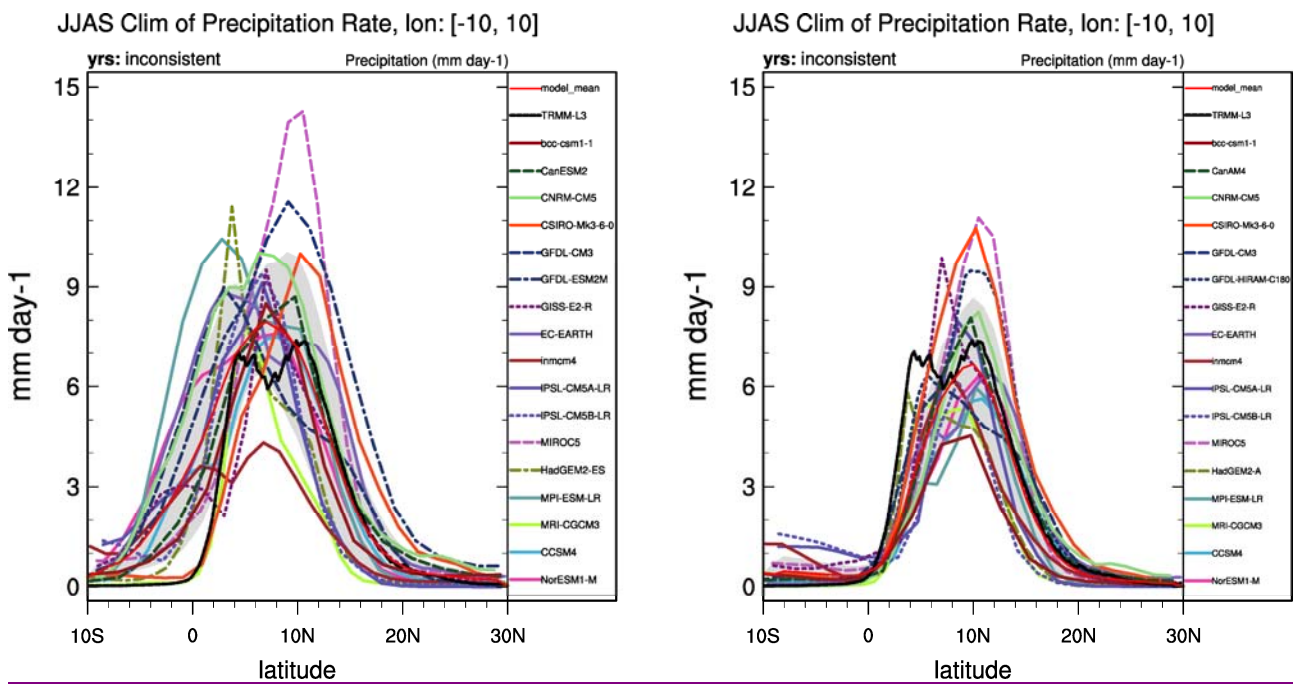 JJAS Clim of Precipitation Rate, lon: [-10, 10]
yrs: inconsistent Precipitation (mm day-1)
mm day-1
15
12
9
6
3
0
10S 0 10N 20N 30N
latitude
model_mean
TRMM-L3
bcc-csm1-1
CanESM2
CNRM-CM5
CSIRO-Mk3-6-0
GFDL-CM3
GFDL-ESM2M
GISS-E2-R
EC-EARTH
inmcm4
IPSL-CM5A-LR
IPSL-CM5B-LR
MIROC5
HadGEM2-ES
MPI-ESM-LR
MRI-CGCM3
CCSM4
NorESM1-M
JJAS Clim of Precipitation Rate, lon: [-10, 10]
yrs: inconsistent Precipitation (mm day-1)
mm day-1
15
12
9
6
3
0
10S 0 10N 20N 30N
latitude
model_mean
TRMM-L3
bcc-csm1-1
CanAM4
CNRM-CM5
CSIRO-Mk3-6-0
GFDL-CM3
GFDL-HIRAM-C180
GISS-E2-R
EC-EARTH
inmcm4
IPSL-CM5A-LR
IPSL-CM5B-LR
MIROC5
HadGEM2-A
MPI-ESM-LR
MRI-CGCM3
CCSM4
NorESM1-M